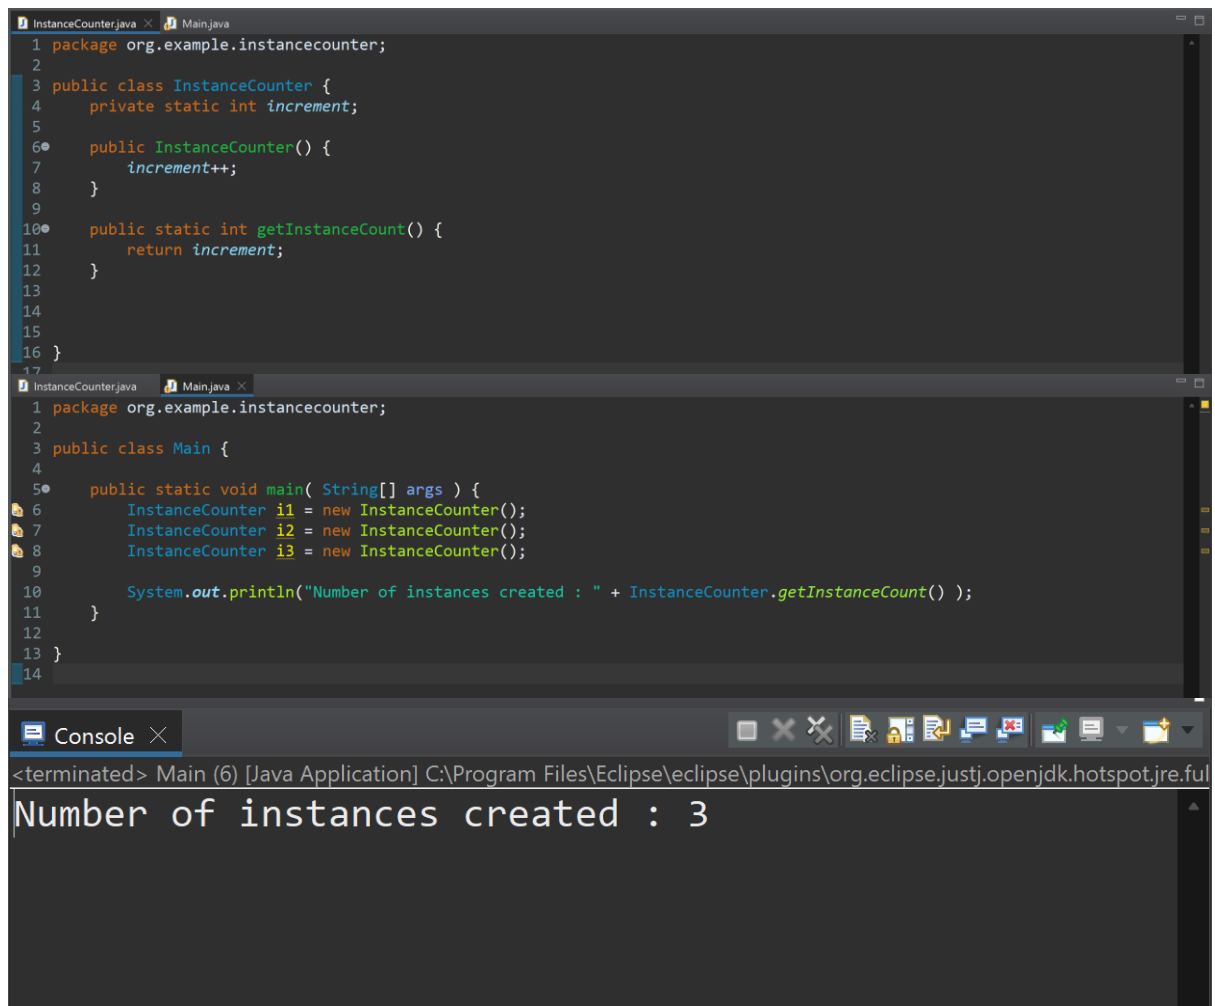 InstanceCounter.java Main.java
1 package org.example.instancecounter;
2
3 public class InstanceCounter {
4     private static int increment;
5
6     public InstanceCounter() {
7         increment++;
8     }
9
10     public static int getInstanceCount() {
11         return increment;
12     }
13
14
15
16 }
17
InstanceCounter.java Main.java
1 package org.example.instancecounter;
2
3 public class Main {
4
5     public static void main( String[] args ) {
6         InstanceCounter i1 = new InstanceCounter();
7         InstanceCounter i2 = new InstanceCounter();
8         InstanceCounter i3 = new InstanceCounter();
9
10         System.out.println("Number of instances created : " + InstanceCounter.getInstanceCount() );
11     }
12
13 }
14
Console
<terminated> Main (6) [Java Application] C:\Program Files\Eclipse\eclipse\plugins\org.eclipse.justj.openjdk.hotspot.jre.ful
Number of instances created : 3